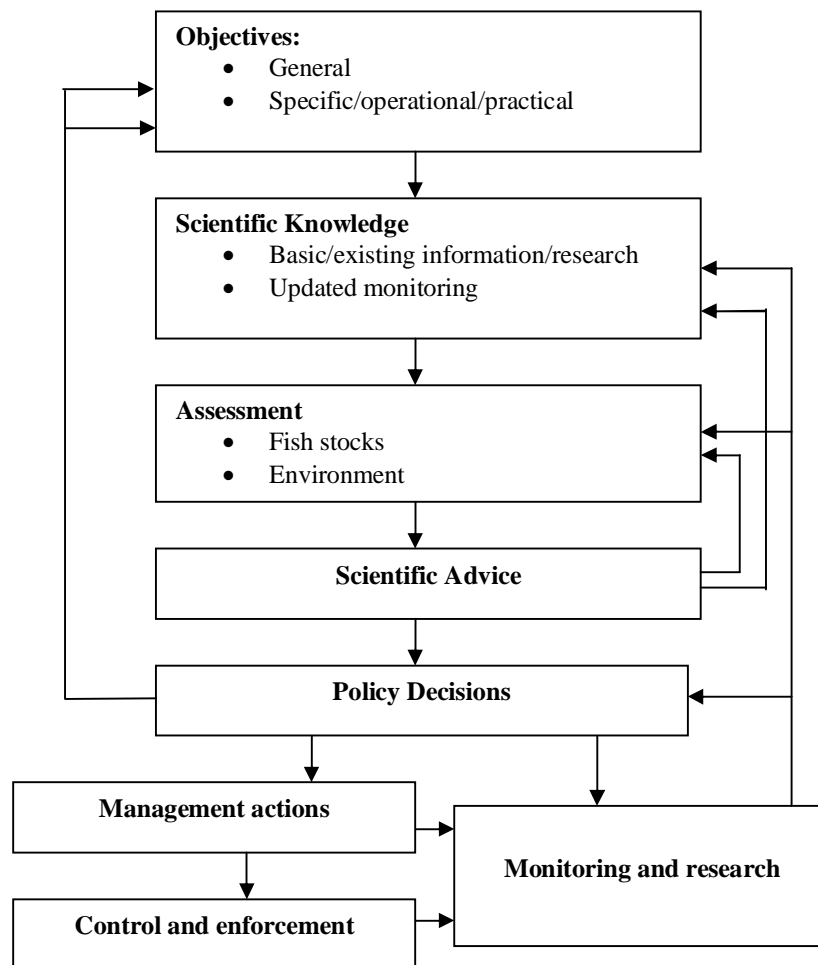 Objectives:
• General
• Specific/operational/practical
Scientific Knowledge
• Basic/existing information/research
• Updated monitoring
Assessment
• Fish stocks
• Environment
Scientific Advice
Policy Decisions
Management actions
Monitoring and research
Control and enforcement